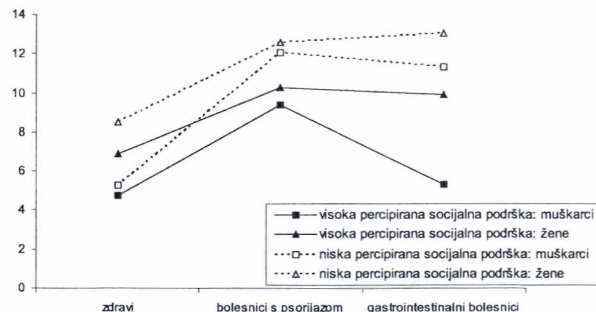 14
12
10
8
6
4
2
0
visoka percipirana socijalna podrška: muškarci
visoka percipirana socijalna podrška: žene
niska percipirana socijalna podrška: muškarci
niska percipirana socijalna podrška: žene
zdravi bolesnici s psorijazom gastrointestinalni bolesnici